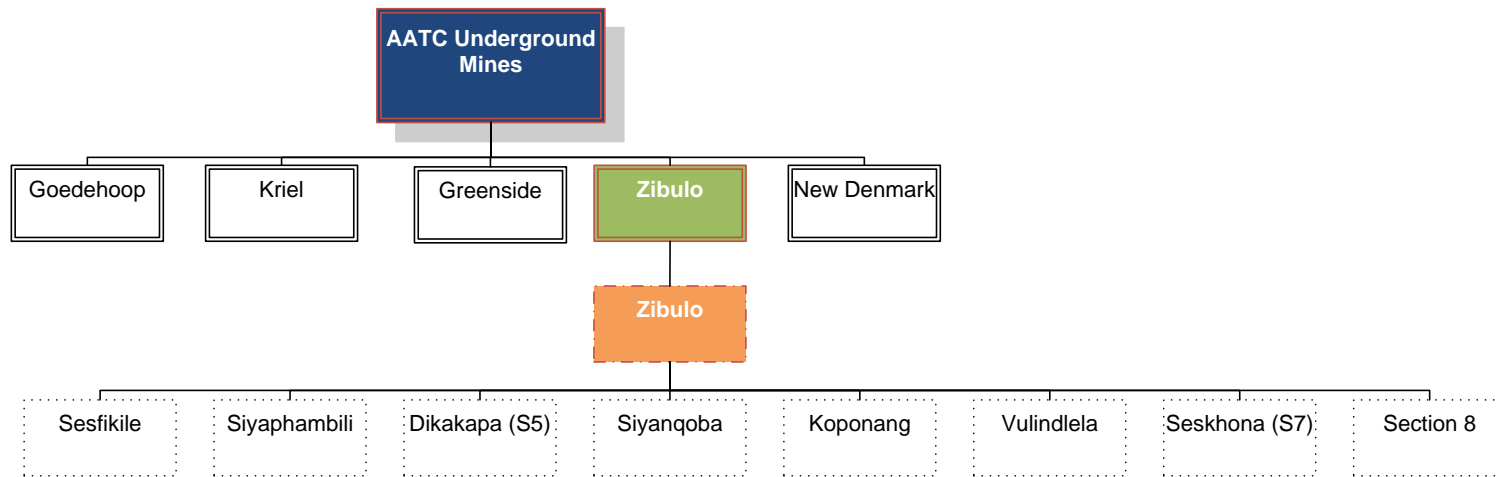 AATC Underground
Mines
Goedehoop
Kriel
Greenside
Zibulo
New Denmark
Zibulo
Sesfikile
Siyaphambili
Dikakapa (S5)
Siyanqoba
Koponang
Vulindlela
Seskhona (S7)
Section 8